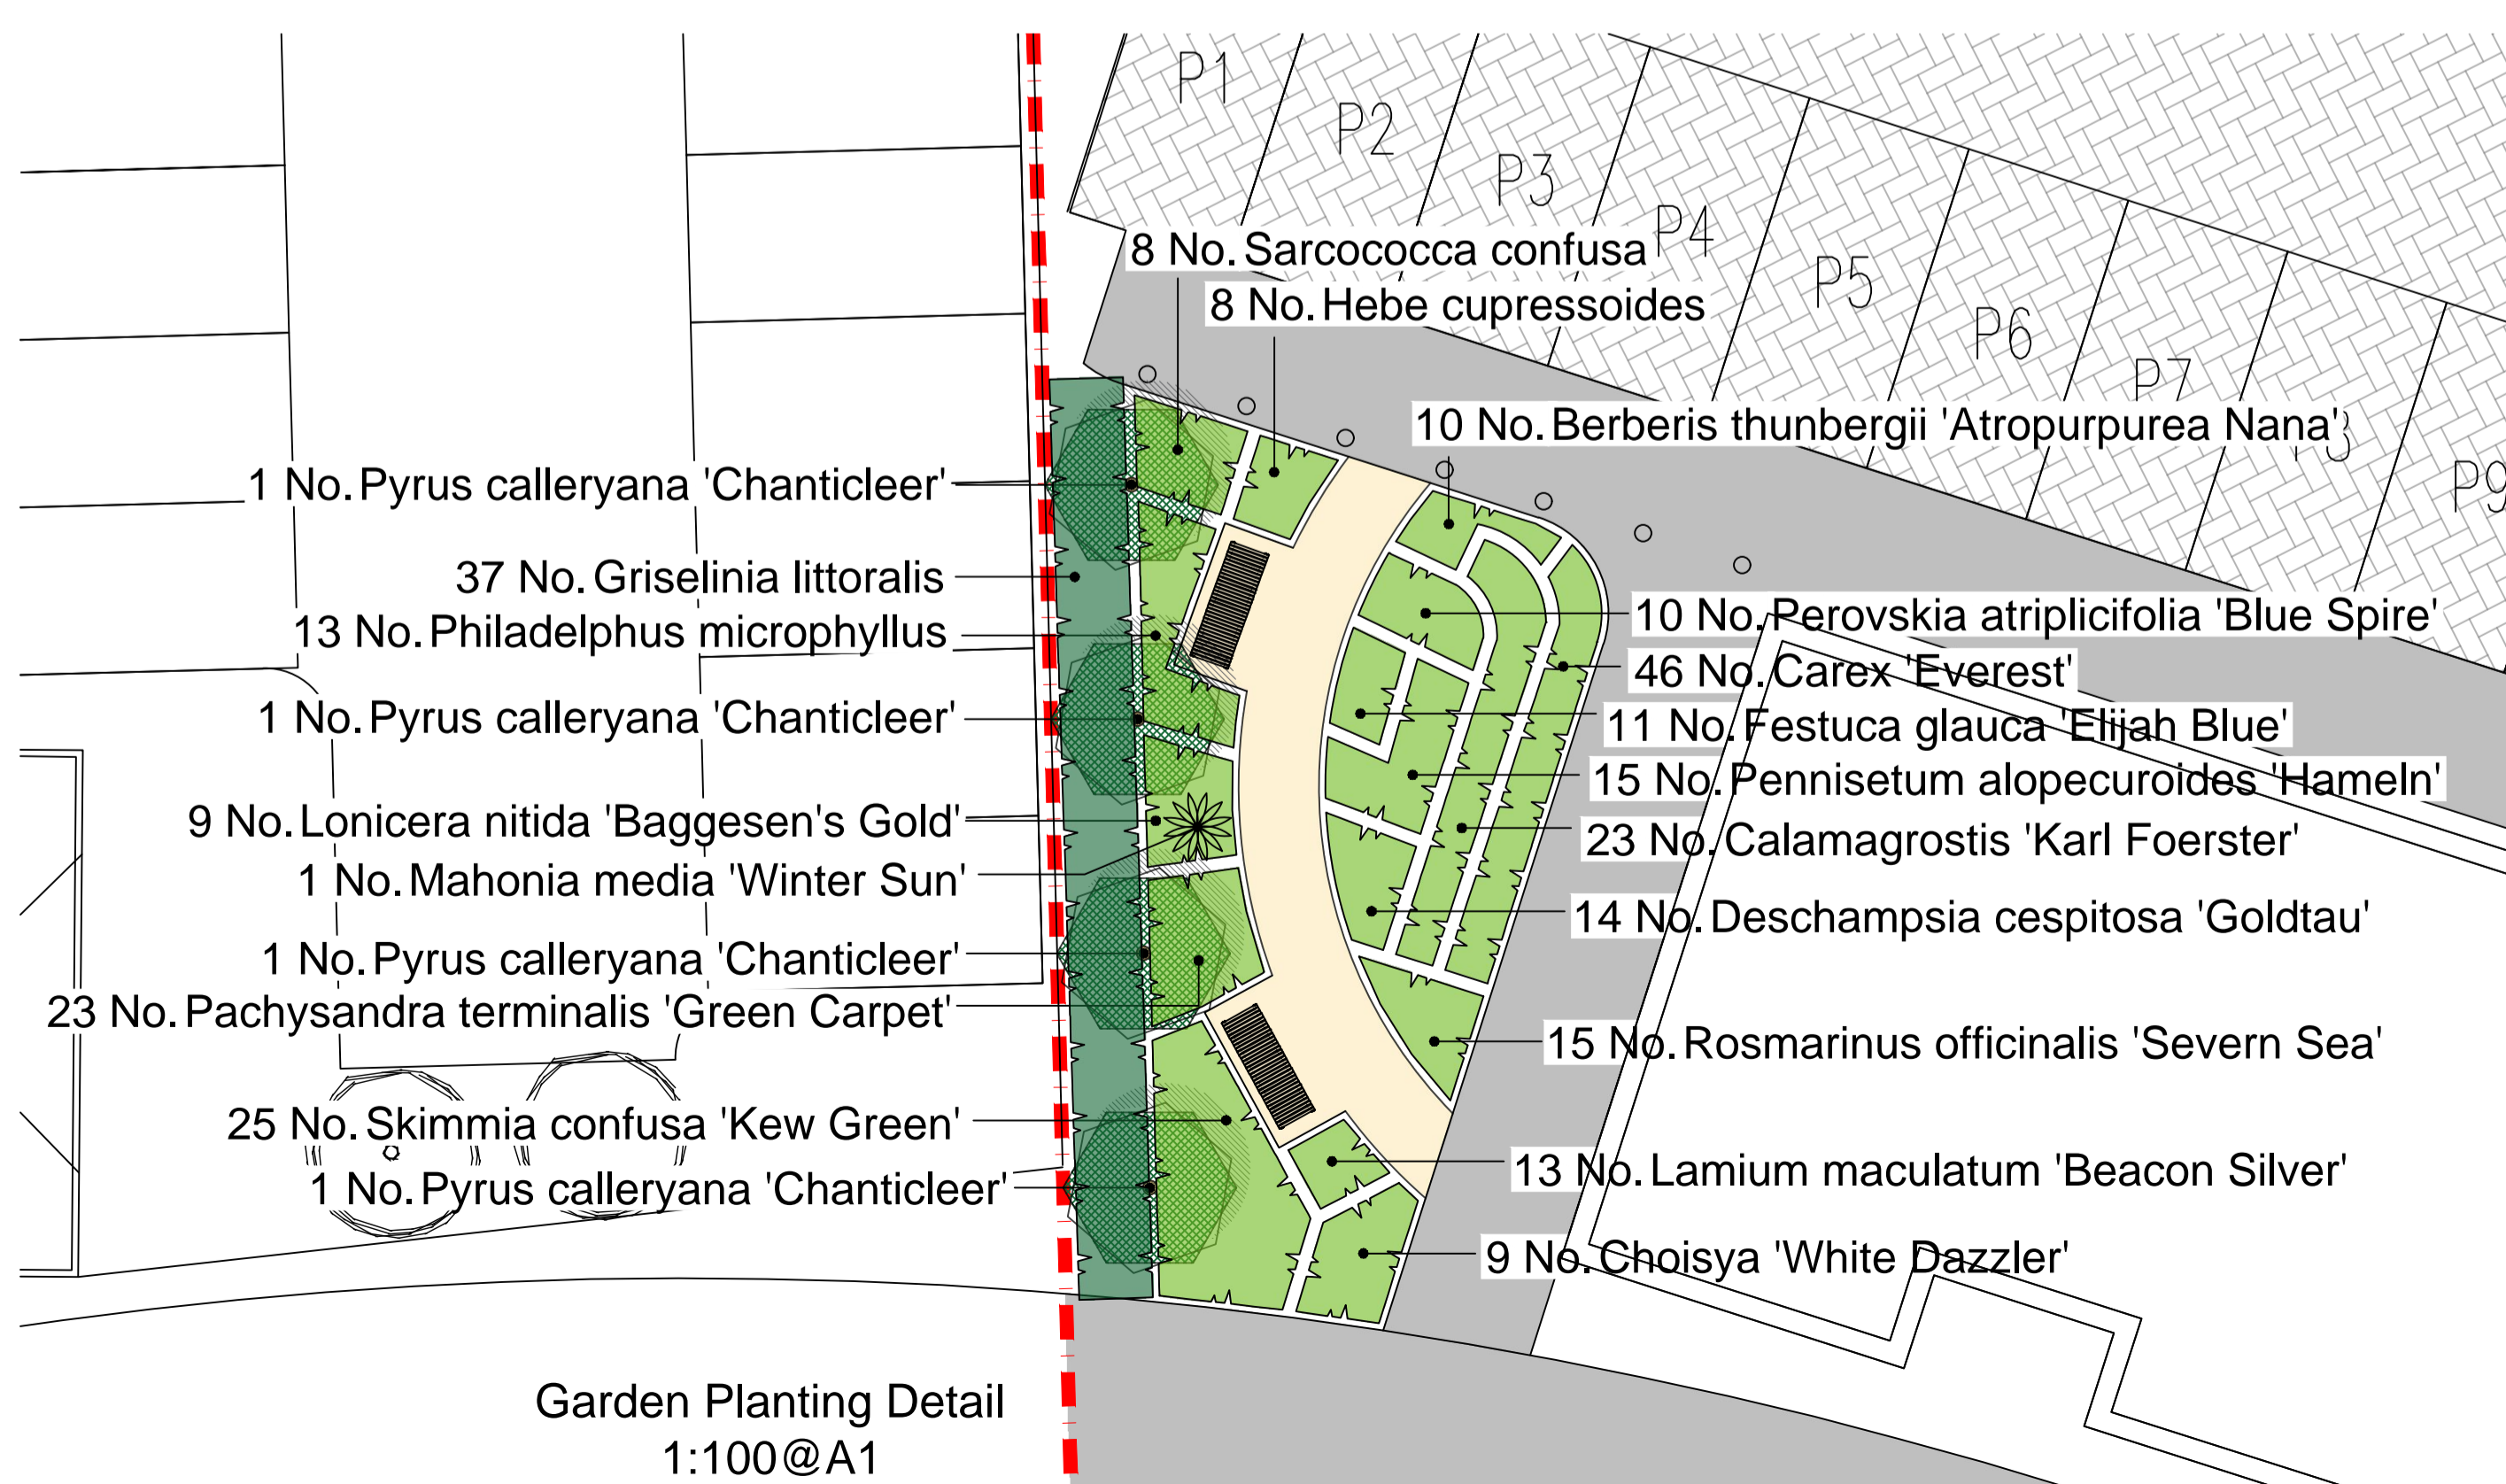 P1
P2
P3
P4
P5
P6
P7
P9
8 No. Sarcococca confusa
8 No. Hebe cupressoides
10 No. Berberis thunbergii 'Atropurpurea Nana'
1 No. Pyrus calleryana 'Chanticleer'
37 No. Griselinia littoralis
13 No. Philadelphus microphyllus
1 No. Pyrus calleryana 'Chanticleer'
9 No. Lonicera nitida 'Baggesen's Gold'
1 No. Mahonia media 'Winter Sun'
1 No. Pyrus calleryana 'Chanticleer'
23 No. Pachysandra terminalis 'Green Carpet'
25 No. Skimmia confusa 'Kew Green'
1 No. Pyrus calleryana 'Chanticleer'
10 No. Perovskia atriplicifolia 'Blue Spire'
46 No. Carex 'Everest'
11 No. Festuca glauca 'Elijah Blue'
15 No. Pennisetum alopecuroides 'Hameln'
23 No. Calamagrostis 'Karl Foerster'
14 No. Deschampsia cespitosa 'Goldtau'
15 No. Rosmarinus officinalis 'Severn Sea'
13 No. Lamium maculatum 'Beacon Silver'
9 No. Choisya 'White Dazzler'
Garden Planting Detail
1:100@A1